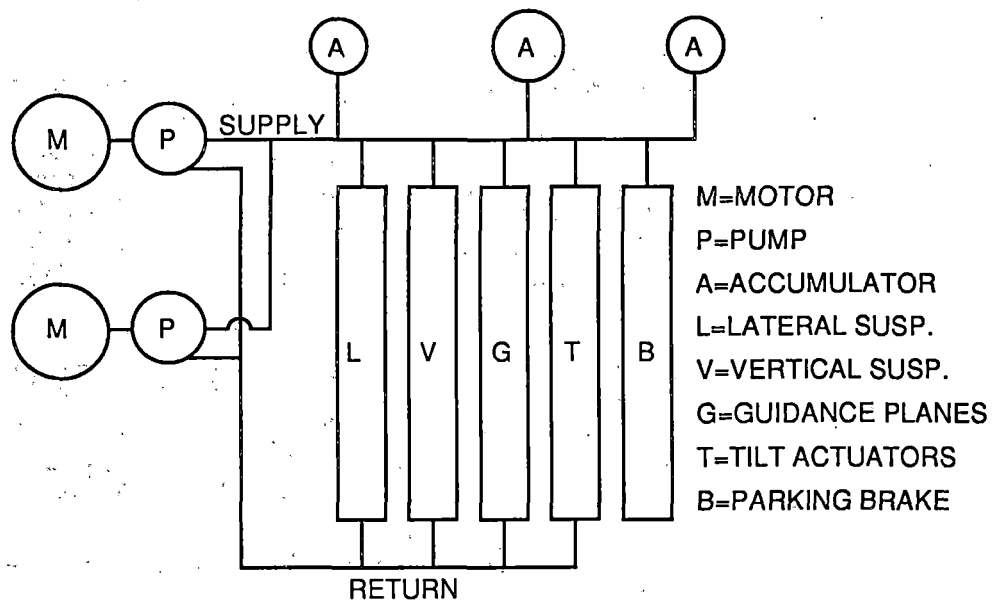 A A A
M P SUPPLY
M P
L V G T B
M=MOTOR
P=PUMP
A=ACCUMULATOR
L=LATERAL SUSP.
V=VERTICAL SUSP.
G=GUIDANCE PLANES
T=TILT ACTUATORS
B=PARKING BRAKE
RETURN